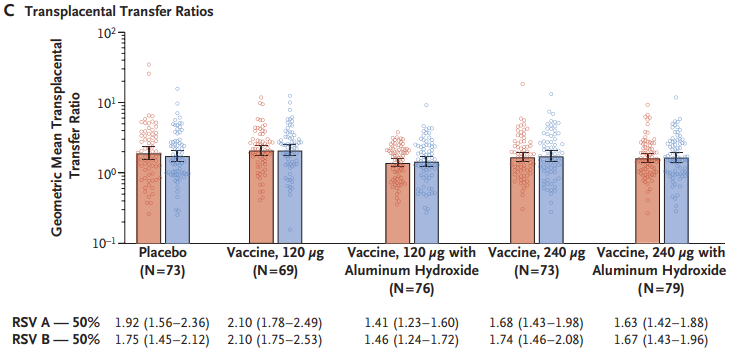 C Transplacental Transfer Ratios
Geometric Mean Transplacental
Transfer Ratio
10²
10¹
10⁰
10⁻¹
Placebo
(N=73)
Vaccine, 120 µg
(N=69)
Vaccine, 120 µg with
Aluminum Hydroxide
(N=76)
Vaccine, 240 µg
(N=73)
Vaccine, 240 µg with
Aluminum Hydroxide
(N=79)
RSV A — 50% 1.92 (1.56–2.36) 2.10 (1.78–2.49) 1.41 (1.23–1.60) 1.68 (1.43–1.98) 1.63 (1.42–1.88)
RSV B — 50% 1.75 (1.45–2.12) 2.10 (1.75–2.53) 1.46 (1.24–1.72) 1.74 (1.46–2.08) 1.67 (1.43–1.96)